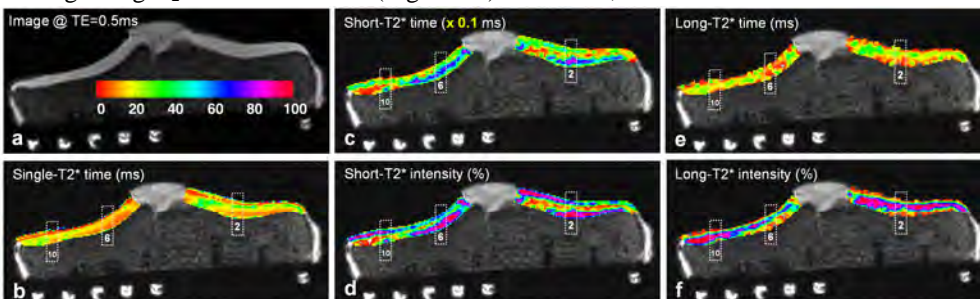 Image @ TE=0.5ms
0 20 40 60 80 100
a
Short-T2* time (x 0.1 ms)
10 6 2
c
Long-T2* time (ms)
10 6 2
e
Single-T2* time (ms)
10 6 2
b
Short-T2* intensity (%)
10 6 2
d
Long-T2* intensity (%)
10 6 2
f